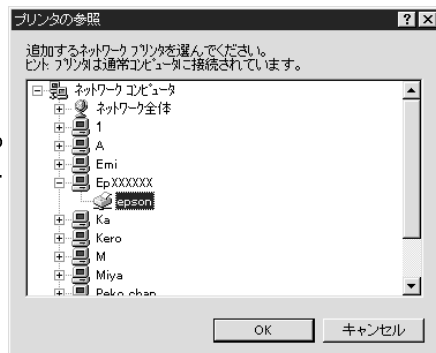 プリンタの参照
追加するネットワーク プリンタを選んでください。
ヒント: プリンタは通常コンピュータに接続されています。
ネットワーク コンピュータ
ネットワーク全体
1
A
Emi
EpXXXXXX
epson
Ka
Kero
M
Miya
Peko chan
OK
キャンセル